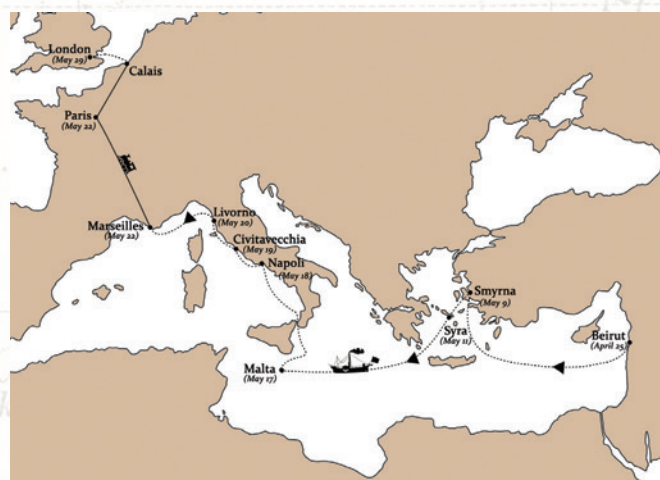 London
(May 29)
Calais
Paris
(May 22)
Marseilles
(May 22)
Livorno
(May 20)
Civitavecchia
(May 19)
Napoli
(May 18)
Smyrna
(May 9)
Syra
(May 11)
Beirut
(April 25)
Malta
(May 17)